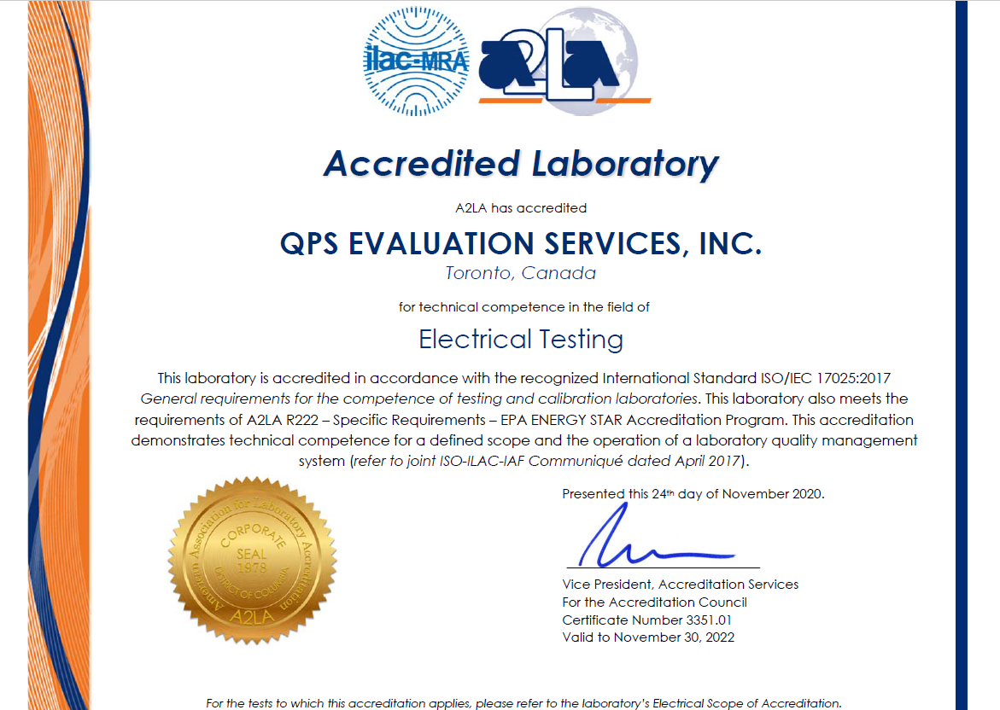 ilac-MRA
A2LA
Accredited Laboratory
A2LA has accredited
QPS EVALUATION SERVICES, INC.
Toronto, Canada
for technical competence in the field of
Electrical Testing
This laboratory is accredited in accordance with the recognized International Standard ISO/IEC 17025:2017
General requirements for the competence of testing and calibration laboratories. This laboratory also meets the
requirements of A2LA R222 – Specific Requirements – EPA ENERGY STAR Accreditation Program. This accreditation
demonstrates technical competence for a defined scope and the operation of a laboratory quality management
system (refer to joint ISO-ILAC-IAF Communiqué dated April 2017).
American Association for Laboratory Accreditation
CORPORATE
SEAL
1978
DISTRICT OF COLUMBIA
A2LA
Presented this 24th day of November 2020.
Vice President, Accreditation Services
For the Accreditation Council
Certificate Number 3351.01
Valid to November 30, 2022
For the tests to which this accreditation applies, please refer to the laboratory's Electrical Scope of Accreditation.